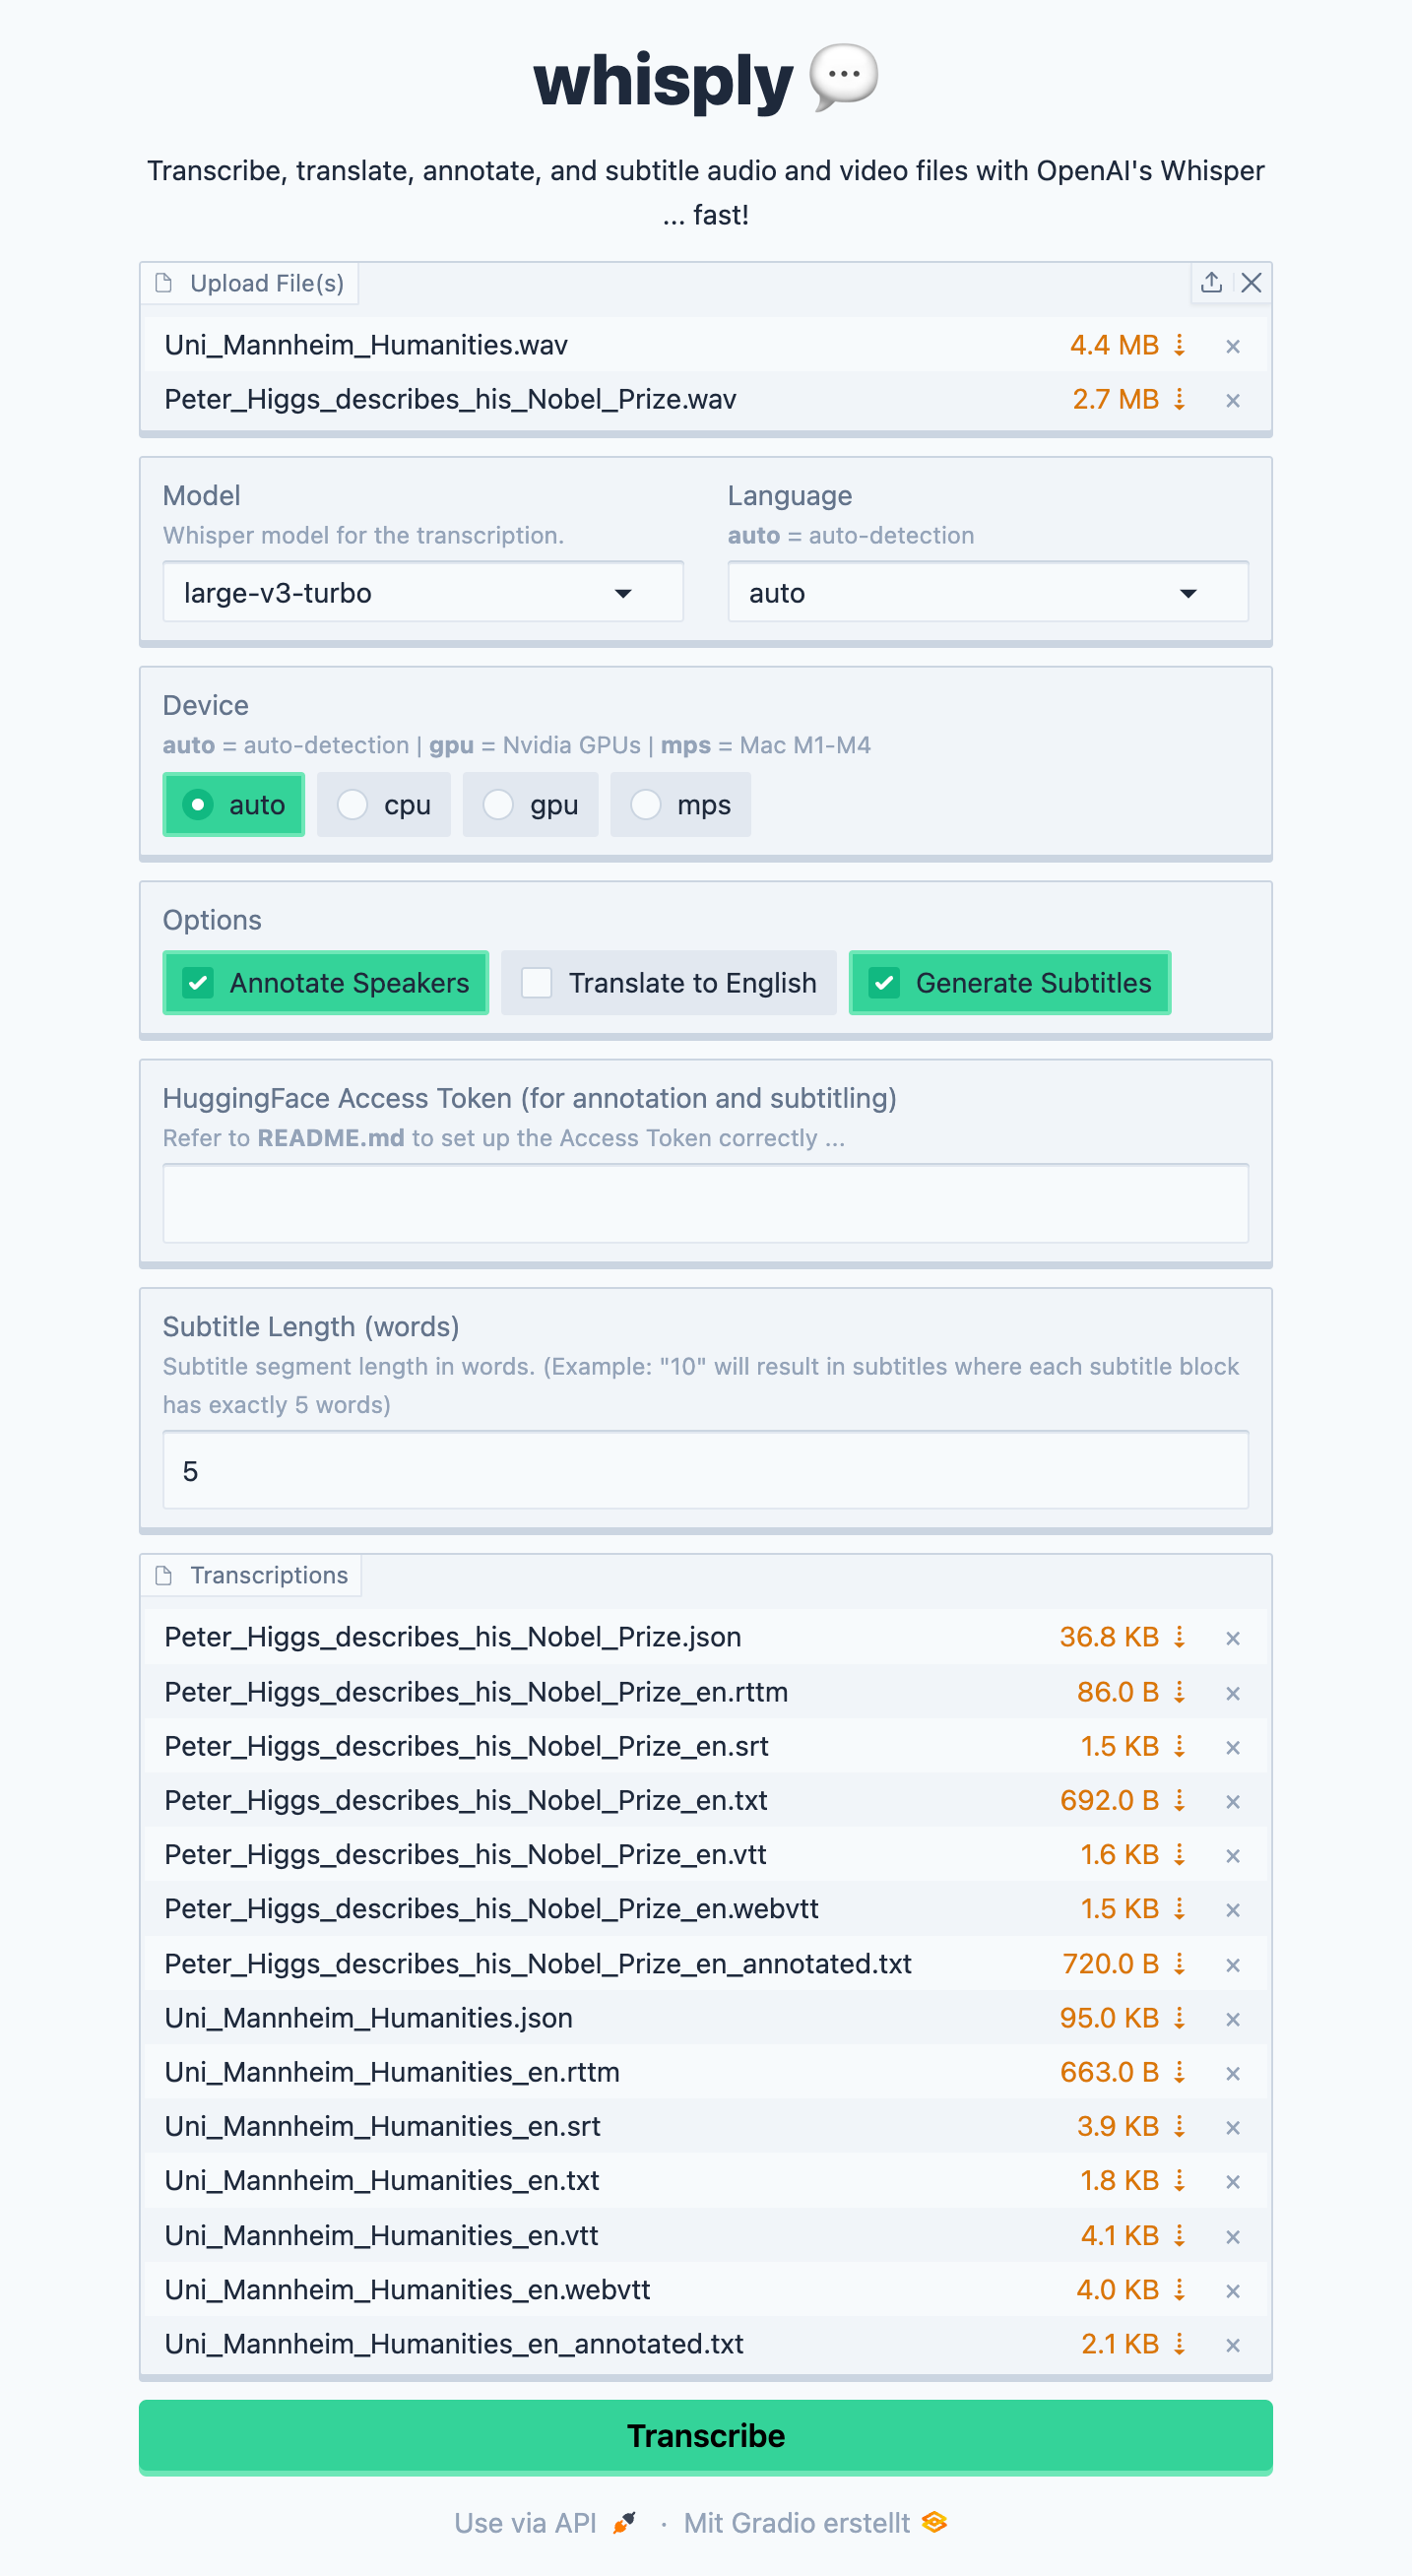 whisply 💬
Transcribe, translate, annotate, and subtitle audio and video files with OpenAI's Whisper
... fast!
Upload File(s)
Uni_Mannheim_Humanities.wav 4.4 MB ⇣ ×
Peter_Higgs_describes_his_Nobel_Prize.wav 2.7 MB ⇣ ×
Model Language
Whisper model for the transcription. auto = auto-detection
large-v3-turbo auto
Device
auto = auto-detection | gpu = Nvidia GPUs | mps = Mac M1-M4
auto cpu gpu mps
Options
Annotate Speakers Translate to English Generate Subtitles
HuggingFace Access Token (for annotation and subtitling)
Refer to README.md to set up the Access Token correctly ...
Subtitle Length (words)
Subtitle segment length in words. (Example: "10" will result in subtitles where each subtitle block
has exactly 5 words)
5
Transcriptions
Peter_Higgs_describes_his_Nobel_Prize.json 36.8 KB ⇣ ×
Peter_Higgs_describes_his_Nobel_Prize_en.rttm 86.0 B ⇣ ×
Peter_Higgs_describes_his_Nobel_Prize_en.srt 1.5 KB ⇣ ×
Peter_Higgs_describes_his_Nobel_Prize_en.txt 692.0 B ⇣ ×
Peter_Higgs_describes_his_Nobel_Prize_en.vtt 1.6 KB ⇣ ×
Peter_Higgs_describes_his_Nobel_Prize_en.webvtt 1.5 KB ⇣ ×
Peter_Higgs_describes_his_Nobel_Prize_en_annotated.txt 720.0 B ⇣ ×
Uni_Mannheim_Humanities.json 95.0 KB ⇣ ×
Uni_Mannheim_Humanities_en.rttm 663.0 B ⇣ ×
Uni_Mannheim_Humanities_en.srt 3.9 KB ⇣ ×
Uni_Mannheim_Humanities_en.txt 1.8 KB ⇣ ×
Uni_Mannheim_Humanities_en.vtt 4.1 KB ⇣ ×
Uni_Mannheim_Humanities_en.webvtt 4.0 KB ⇣ ×
Uni_Mannheim_Humanities_en_annotated.txt 2.1 KB ⇣ ×
Transcribe
Use via API · Mit Gradio erstellt